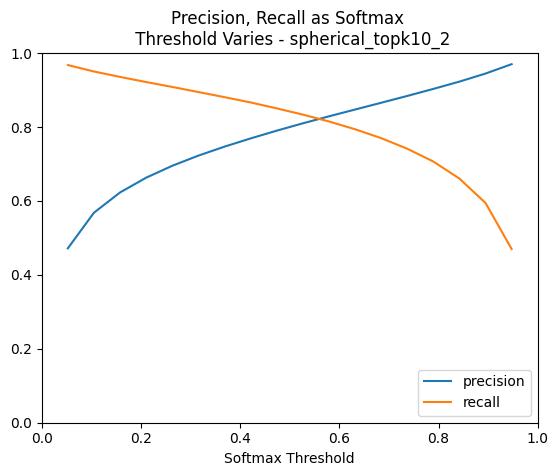 Precision, Recall as Softmax
Threshold Varies - spherical_topk10_2
1.0
0.8
0.6
0.4
0.2
0.0
0.0
0.2
0.4
0.6
0.8
1.0
precision
recall
Softmax Threshold